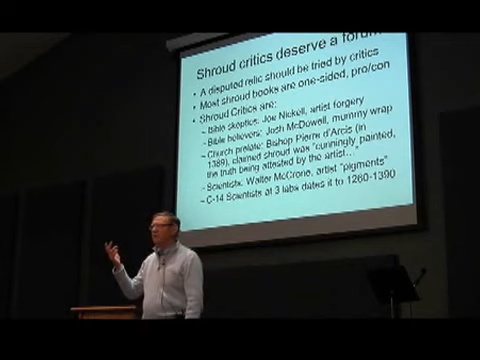 Shroud critics deserve a forum
• A disputed relic should be tried by critics
• Most shroud books are one-sided, pro/con
• Shroud Critics are:
– Bible skeptics: Joe Nickell, artist forgery
– Bible believers: Josh McDowell, mummy wrap
– Church prelate: Bishop Pierre d'Arcis (in
1389), claimed shroud was "cunningly painted,
the truth being attested by the artist.."
– Scientists: Walter McCrone, artist "pigments"
– C-14 Scientists at 3 labs dates it to 1260-1390